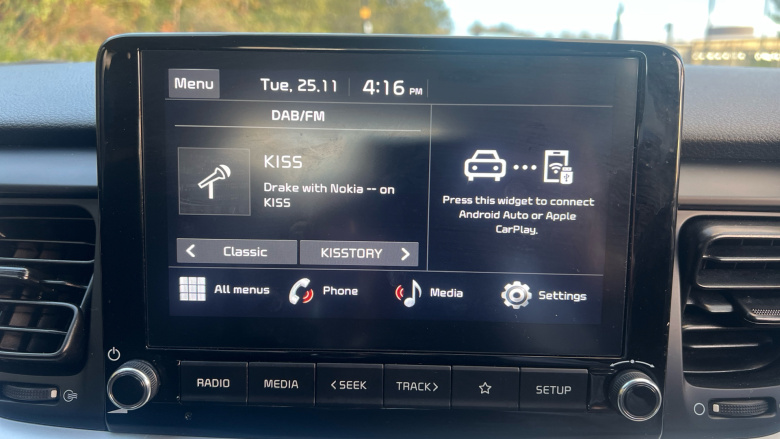 Menu
Tue, 25.11
4:16 PM
DAB/FM
KISS
Drake with Nokia -- on
KISS
< Classic
KISSTORY >
Press this widget to connect
Android Auto or Apple
CarPlay.
All menus
Phone
Media
Settings
RADIO
MEDIA
<SEEK
TRACK>
SETUP